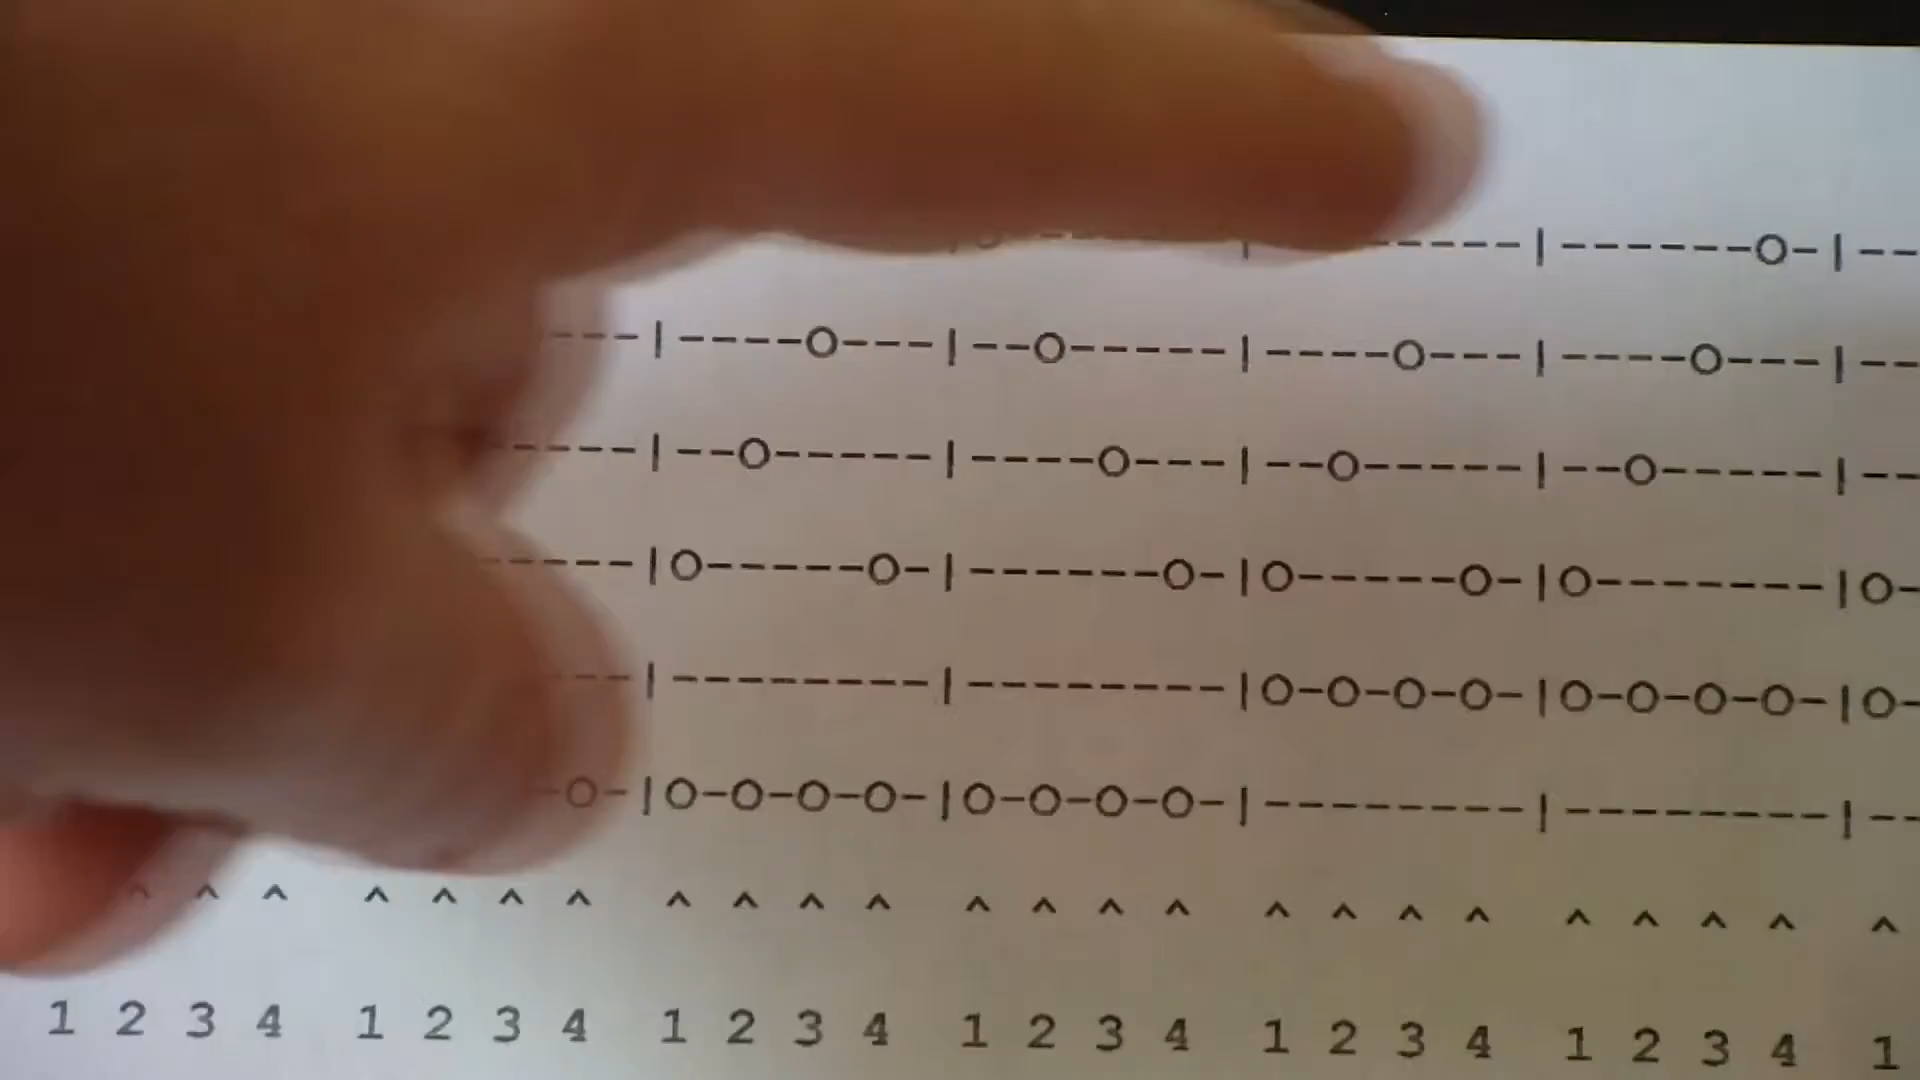 -----|------O-|--
---|----O---|--O-----|----O---|----O---|--
----|--O-----|----O---|--O-----|--O-----|--
-----|O-----O-|------O-|O-----O-|O-------|O-
---|--------|--------|O-O-O-O-|O-O-O-O-|O-
-O-|O-O-O-O-|O-O-O-O-|--------|--------|--
^ ^ ^ ^ ^ ^ ^ ^ ^ ^ ^ ^ ^ ^ ^ ^ ^ ^ ^ ^ ^ ^ ^ ^
1 2 3 4 1 2 3 4 1 2 3 4 1 2 3 4 1 2 3 4 1 2 3 4 1